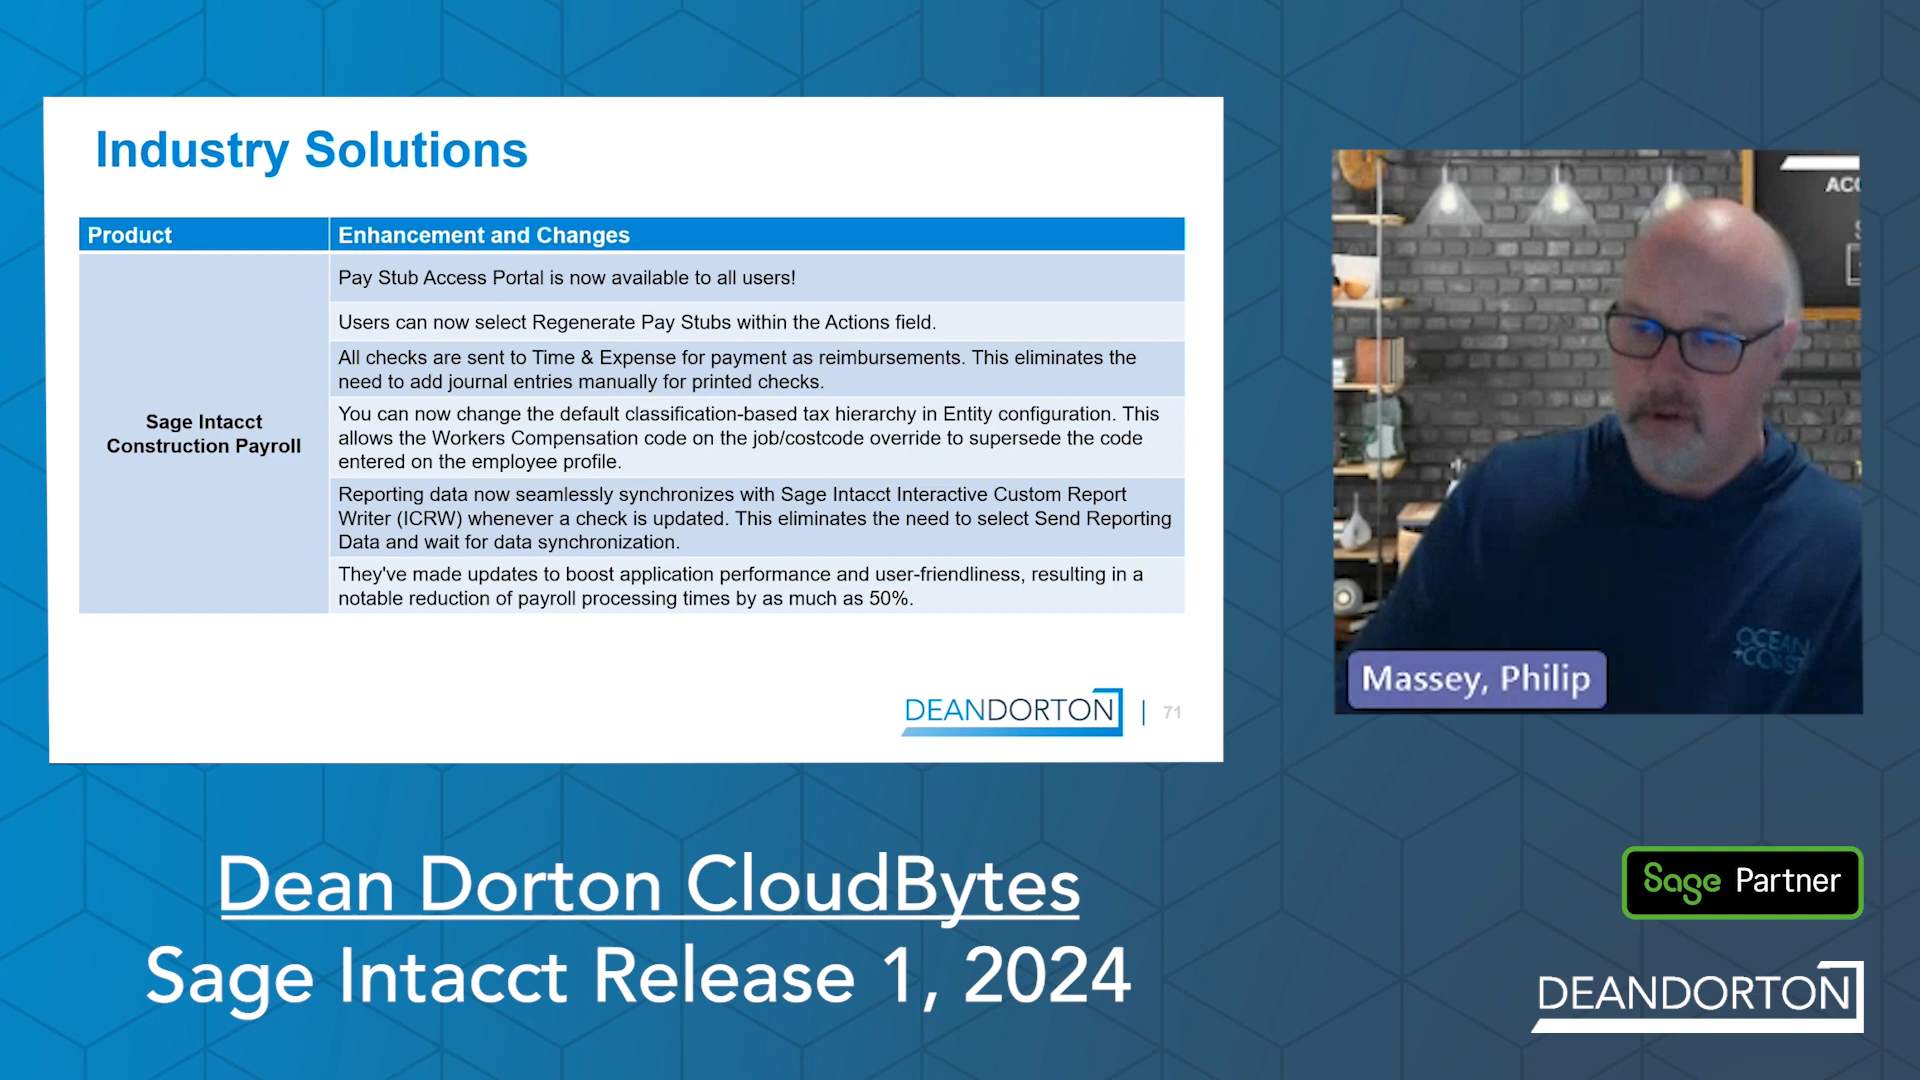 Industry Solutions
Product
Enhancement and Changes
Sage Intacct
Construction Payroll
Pay Stub Access Portal is now available to all users!
Users can now select Regenerate Pay Stubs within the Actions field.
All checks are sent to Time & Expense for payment as reimbursements. This eliminates the
need to add journal entries manually for printed checks.
You can now change the default classification-based tax hierarchy in Entity configuration. This
allows the Workers Compensation code on the job/costcode override to supersede the code
entered on the employee profile.
Reporting data now seamlessly synchronizes with Sage Intacct Interactive Custom Report
Writer (ICRW) whenever a check is updated. This eliminates the need to select Send Reporting
Data and wait for data synchronization.
They've made updates to boost application performance and user-friendliness, resulting in a
notable reduction of payroll processing times by as much as 50%.
DEANDORTON
71
OCEAN
+COAST
Massey, Philip
Dean Dorton CloudBytes
Sage Intacct Release 1, 2024
Sage Partner
DEANDORTON